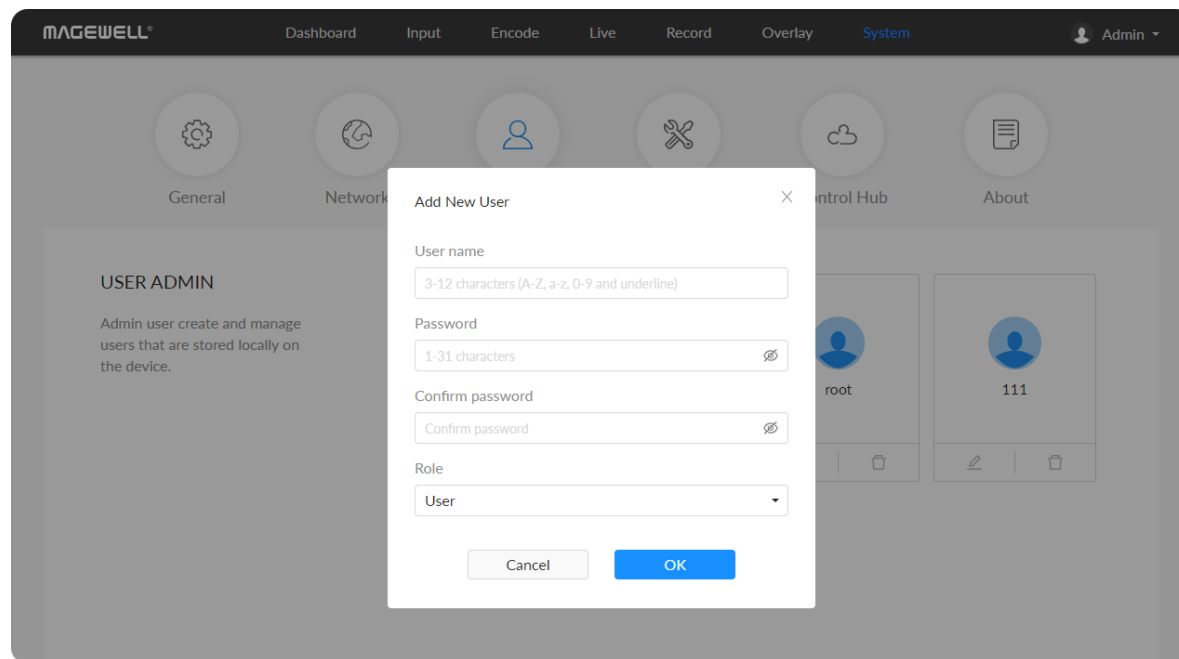 MAGEWELL®
Dashboard Input Encode Live Record Overlay System Admin
General Network ntrol Hub About
Add New User
User name
3-12 characters (A-Z, a-z, 0-9 and underline)
Password
1-31 characters
Confirm password
Confirm password
Role
User
Cancel OK
USER ADMIN
Admin user create and manage
users that are stored locally on
the device.
root 111